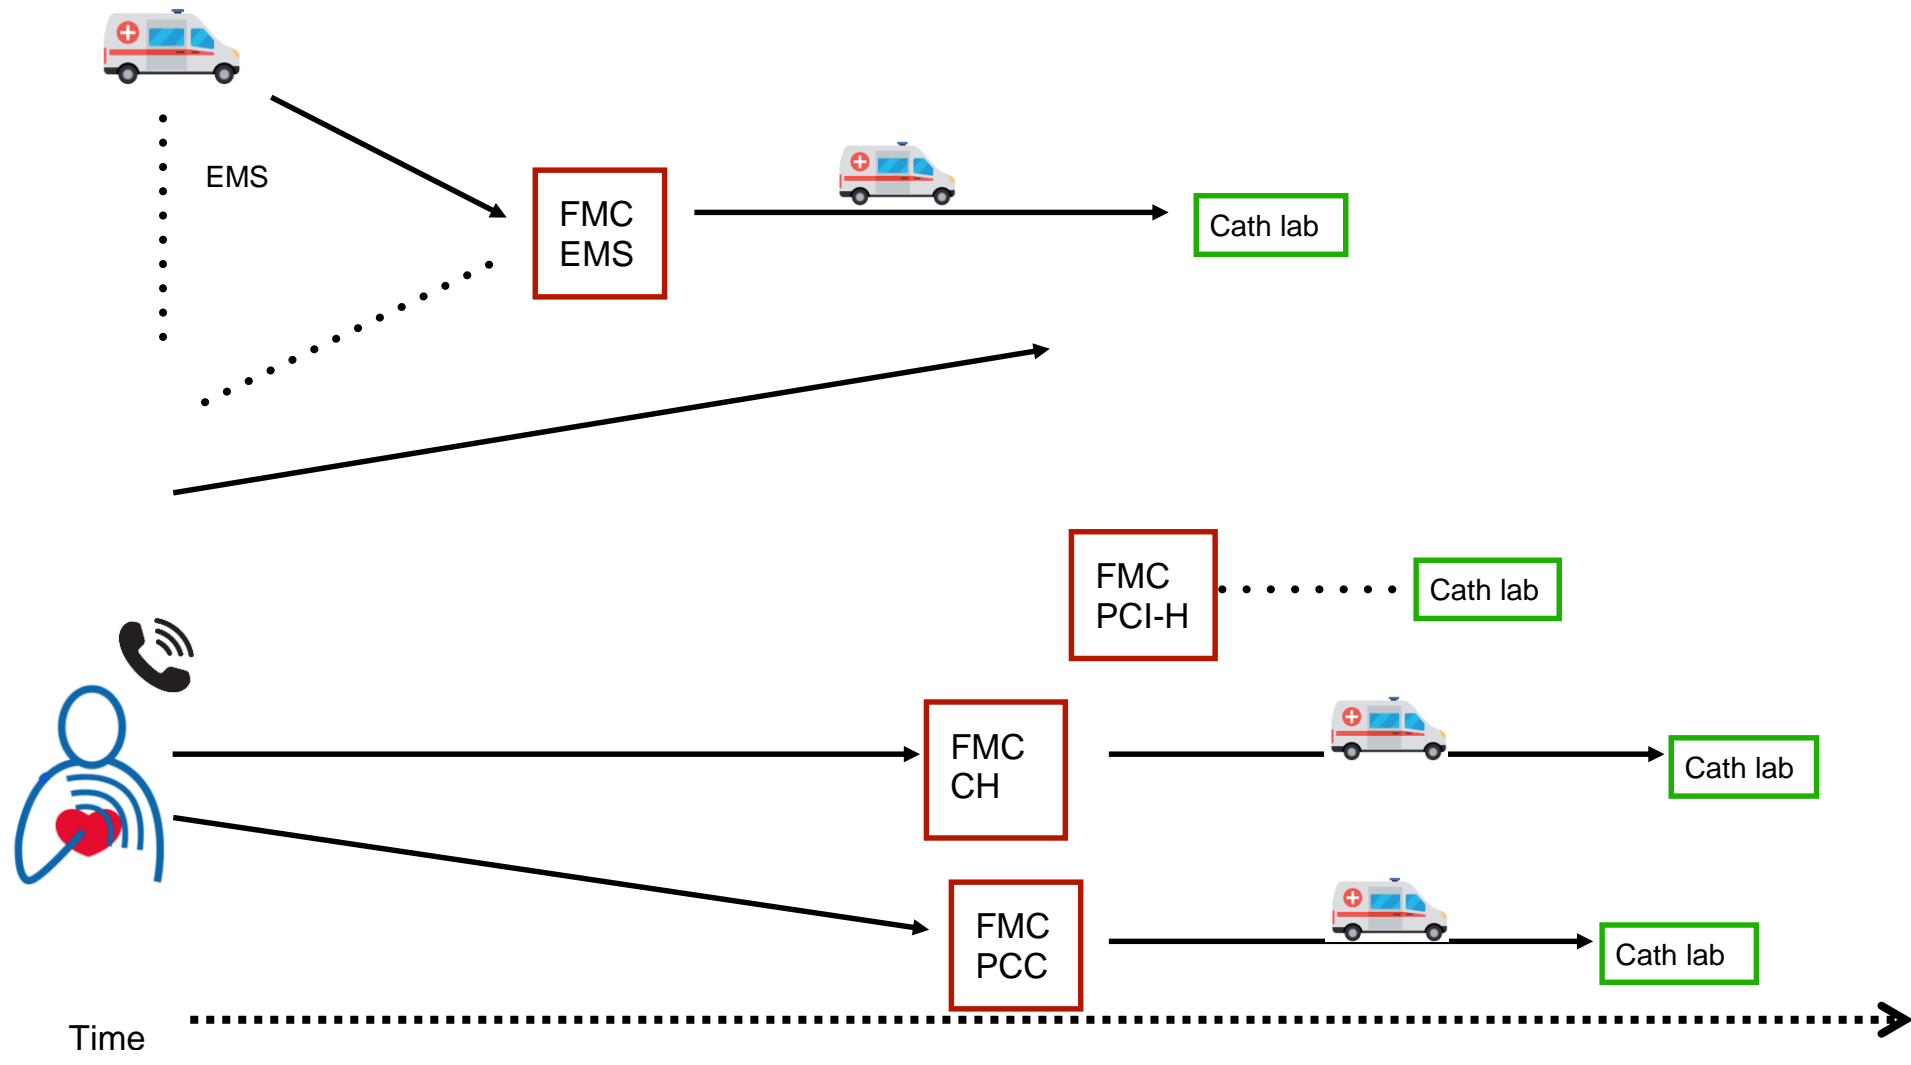 EMS
FMC
EMS
Cath lab
FMC
PCI-H
Cath lab
FMC
CH
Cath lab
FMC
PCC
Cath lab
Time